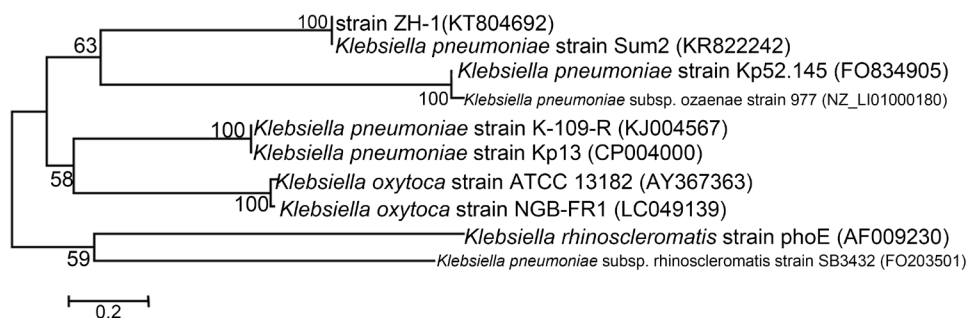 100 strain ZH-1(KT804692)
63 Klebsiella pneumoniae strain Sum2 (KR822242)
Klebsiella pneumoniae strain Kp52.145 (FO834905)
100 Klebsiella pneumoniae subsp. ozaenae strain 977 (NZ_LI01000180)
100 Klebsiella pneumoniae strain K-109-R (KJ004567)
Klebsiella pneumoniae strain Kp13 (CP004000)
58 Klebsiella oxytoca strain ATCC 13182 (AY367363)
100 Klebsiella oxytoca strain NGB-FR1 (LC049139)
Klebsiella rhinoscleromatis strain phoE (AF009230)
59 Klebsiella pneumoniae subsp. rhinoscleromatis strain SB3432 (FO203501)
0.2